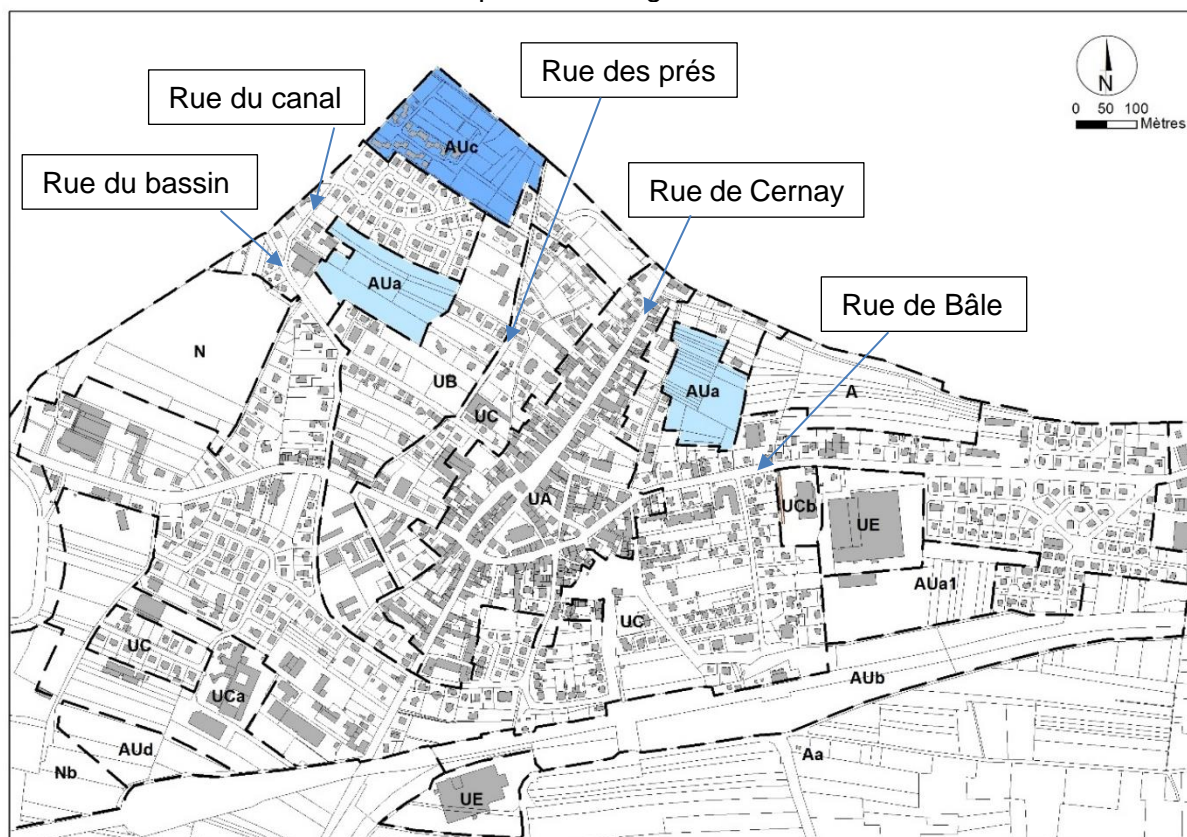 Rue des prés
Rue du canal
N
0 50 100
Mètres
AUc
Rue du bassin
Rue de Cernay
AUa
Rue de Bâle
N
UB
AUa
A
UC
UA
UCb
UE
AUa1
UC
UC
UCa
AUb
AUd
Aa
Nb
UE